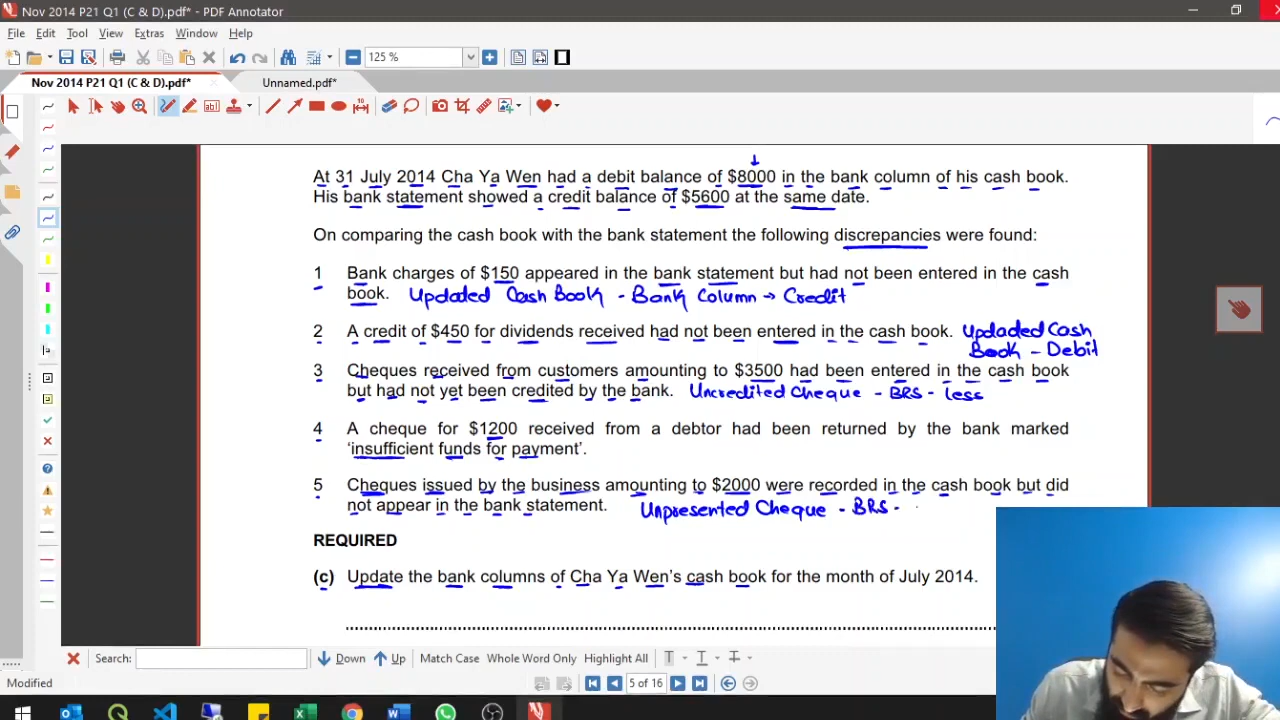 Nov 2014 P21 Q1 (C & D).pdf* - PDF Annotator
File Edit Tool View Extras Window Help
125 %
Nov 2014 P21 Q1 (C & D).pdf* Unnamed.pdf*
At 31 July 2014 Cha Ya Wen had a debit balance of $8000 in the bank column of his cash book.
His bank statement showed a credit balance of $5600 at the same date.
On comparing the cash book with the bank statement the following discrepancies were found:
1 Bank charges of $150 appeared in the bank statement but had not been entered in the cash
book. Updated Cash Book - Bank Column → Credit
2 A credit of $450 for dividends received had not been entered in the cash book. Updaded Cash
Book - Debit
3 Cheques received from customers amounting to $3500 had been entered in the cash book
but had not yet been credited by the bank. Uncredited Cheque - BRS - Less
4 A cheque for $1200 received from a debtor had been returned by the bank marked
‘insufficient funds for payment’.
5 Cheques issued by the business amounting to $2000 were recorded in the cash book but did
not appear in the bank statement. Unpresented Cheque - BRS -
REQUIRED
(c) Update the bank columns of Cha Ya Wen's cash book for the month of July 2014.
Search: Down Up Match Case Whole Word Only Highlight All
Modified 5 of 16